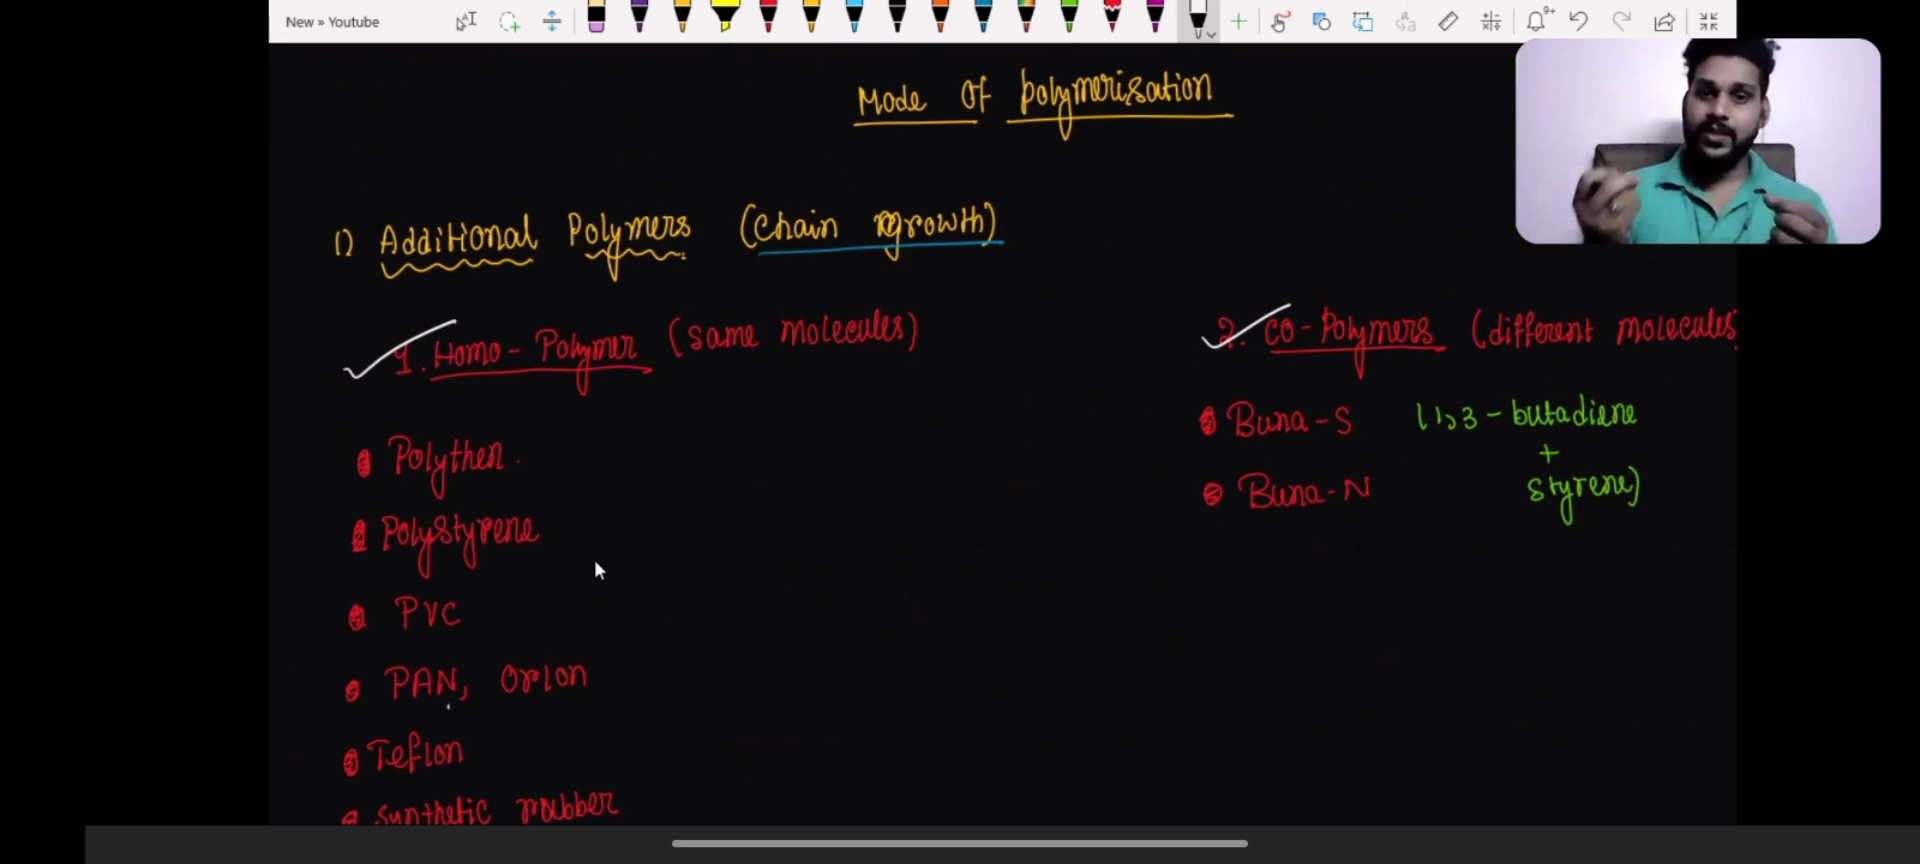 New » Youtube
9+
Mode Of polymerisation
1) Additional Polymers (Chain growth)
1. Homo-Polymer (same molecules)
Polythen.
Polystyrene
PVC
PAN, Orlon
Teflon
Synthetic rubber
2. CO-Polymers (different molecules
Buna-S (1,3-butadiene
+
styrene)
Buna-N